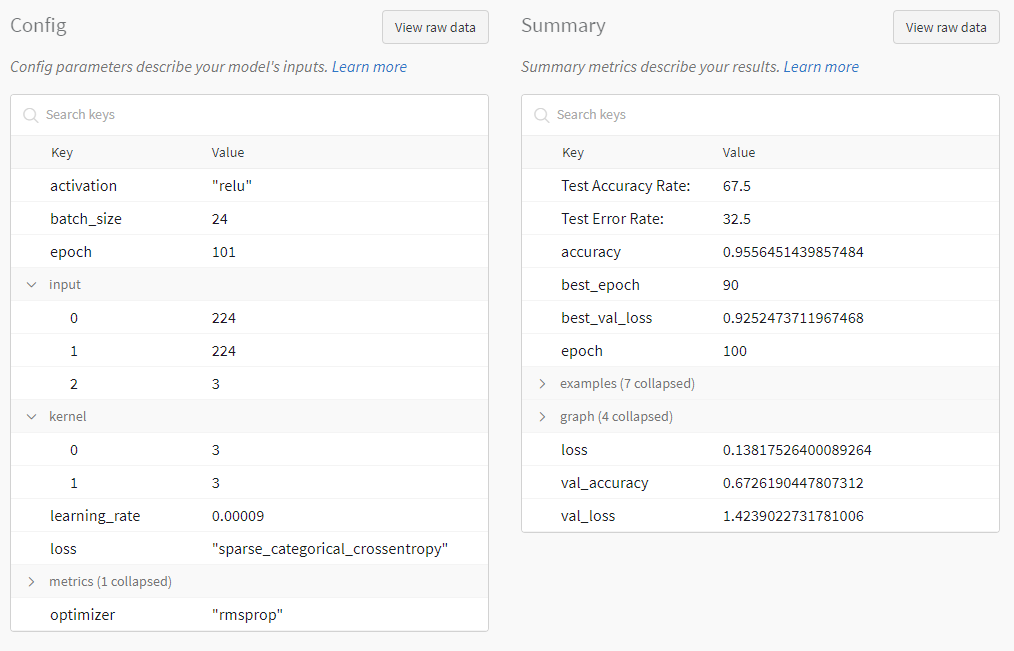 Config
View raw data
Config parameters describe your model's inputs. Learn more
Search keys
Key Value
activation "relu"
batch_size 24
epoch 101
input
0 224
1 224
2 3
kernel
0 3
1 3
learning_rate 0.00009
loss "sparse_categorical_crossentropy"
metrics (1 collapsed)
optimizer "rmsprop"
Summary
View raw data
Summary metrics describe your results. Learn more
Search keys
Key Value
Test Accuracy Rate: 67.5
Test Error Rate: 32.5
accuracy 0.9556451439857484
best_epoch 90
best_val_loss 0.9252473711967468
epoch 100
examples (7 collapsed)
graph (4 collapsed)
loss 0.13817526400089264
val_accuracy 0.6726190447807312
val_loss 1.4239022731781006